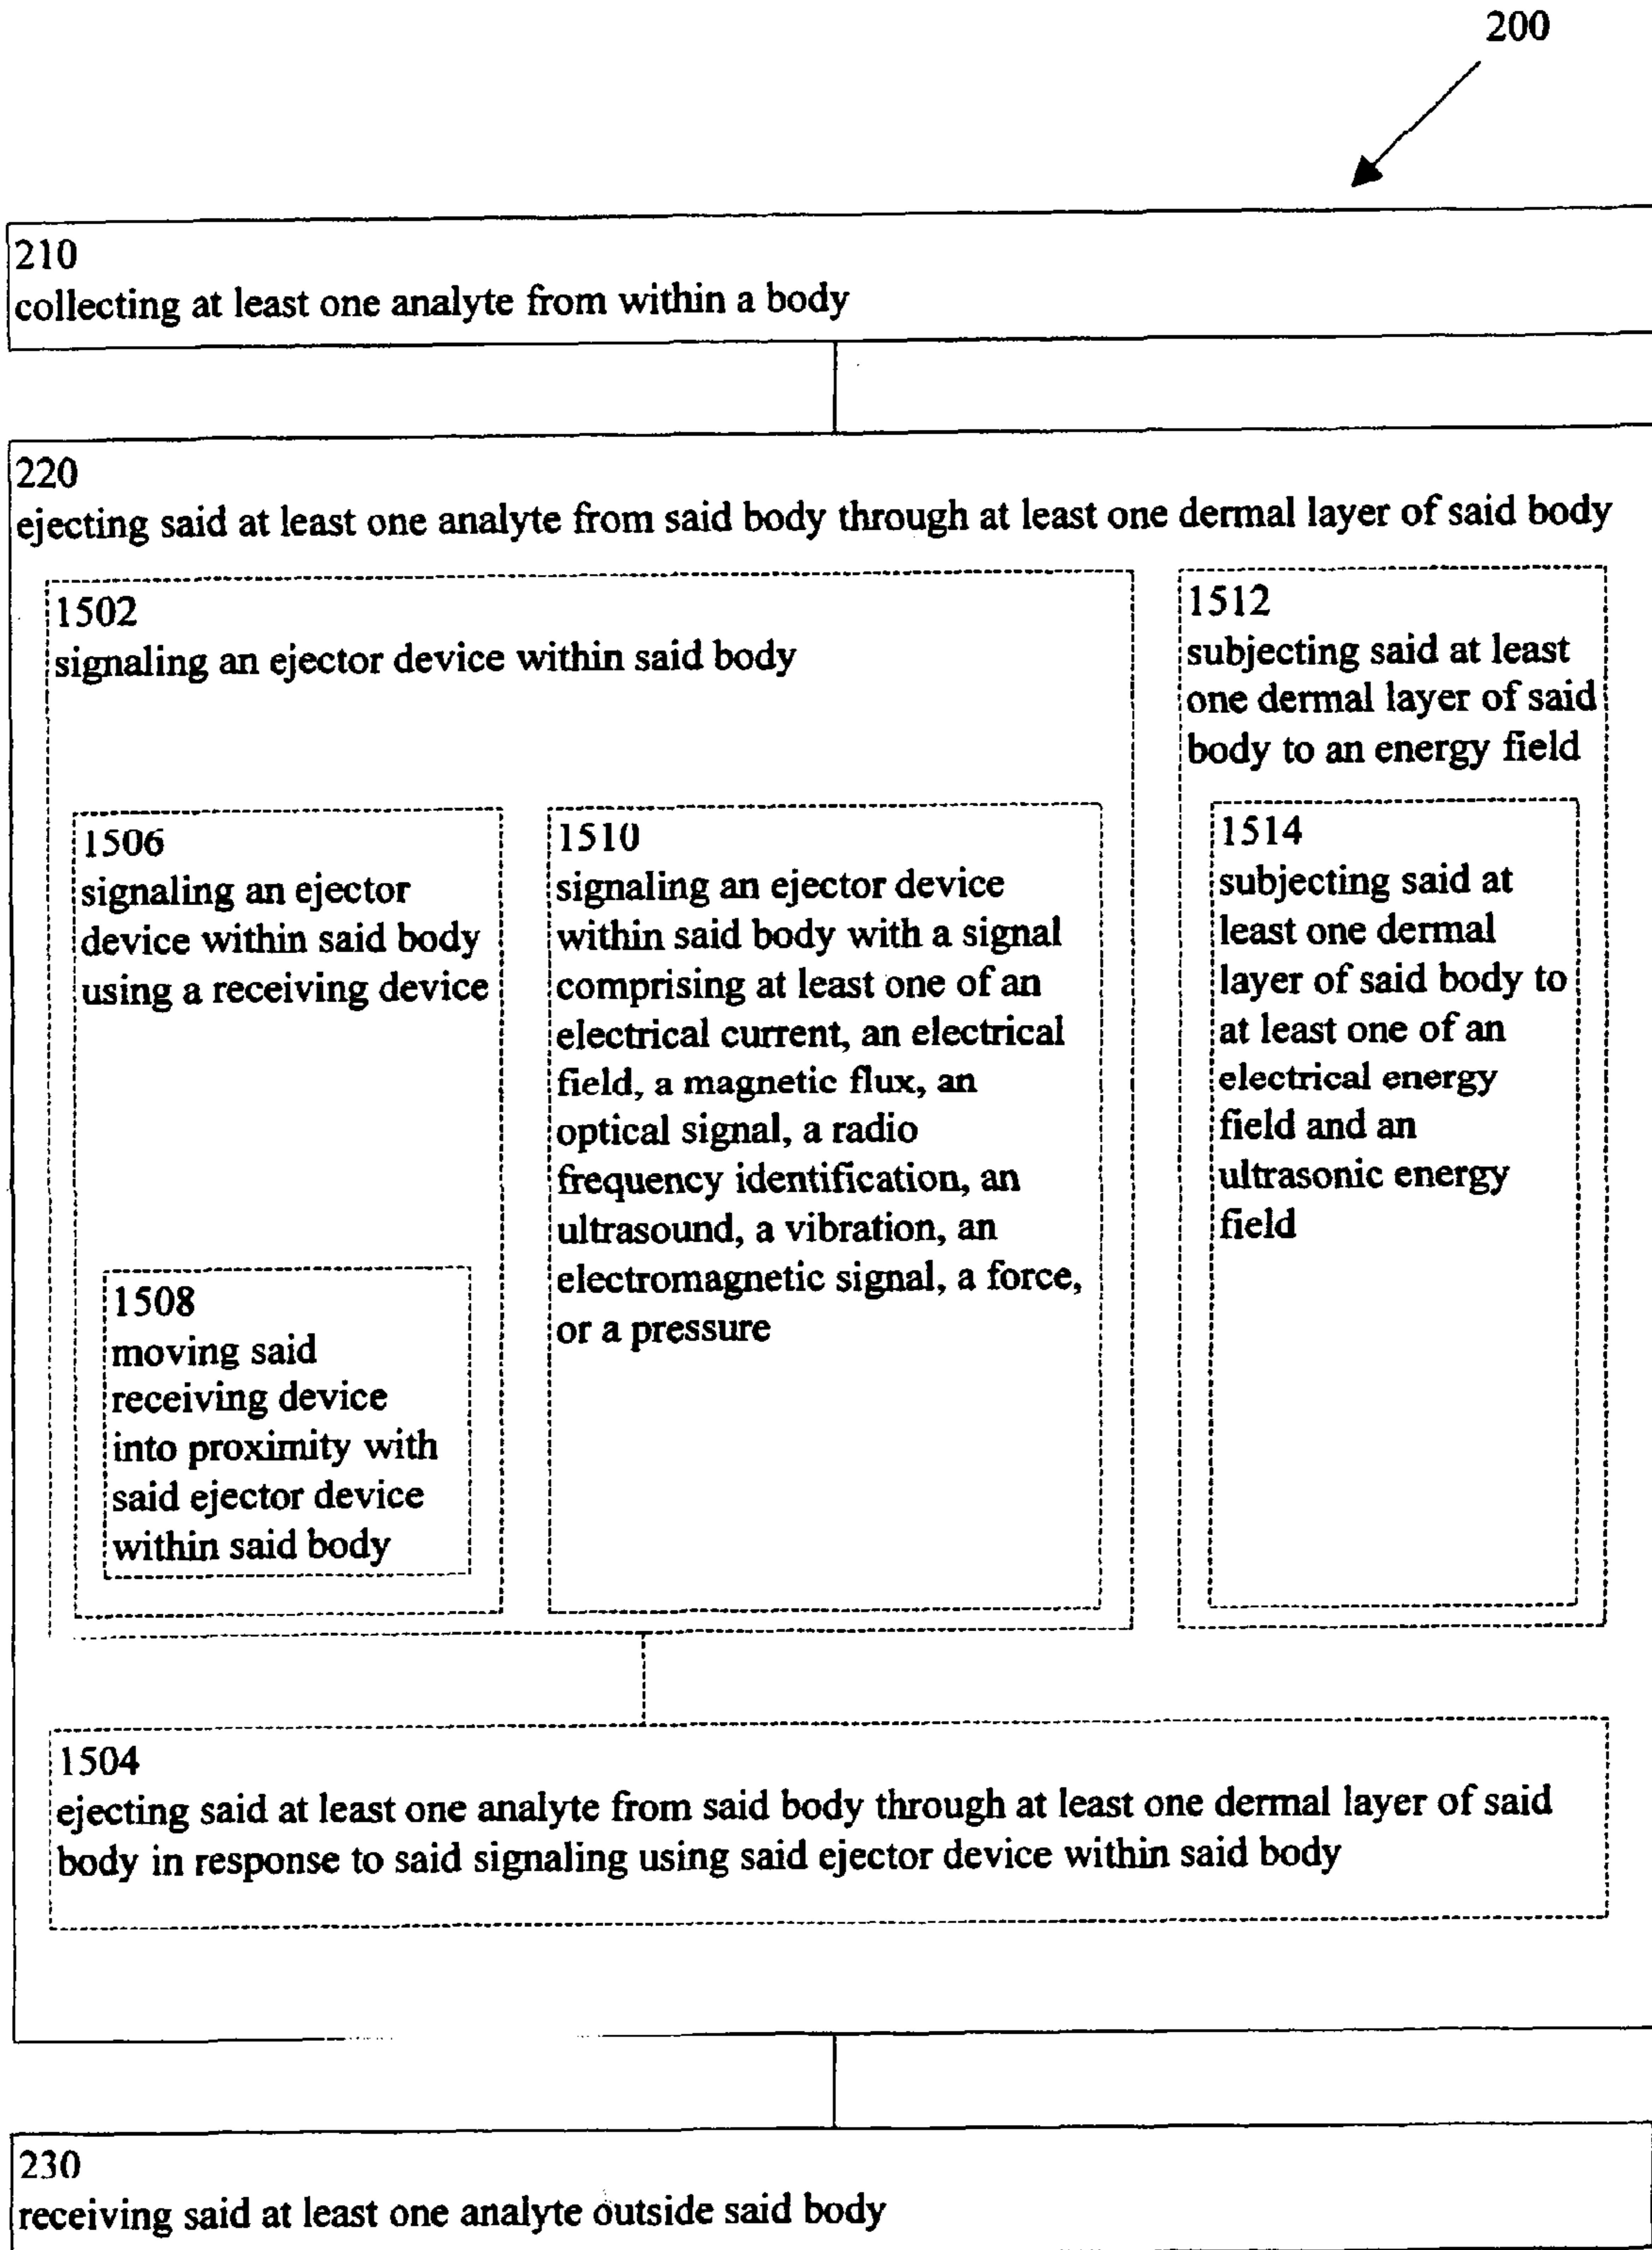 200
210
collecting at least one analyte from within a body
220
ejecting said at least one analyte from said body through at least one dermal layer of said body
1502
signaling an ejector device within said body
1506
signaling an ejector
device within said body
using a receiving device
1508
moving said
receiving device
into proximity with
said ejector device
within said body
1510
signaling an ejector device
within said body with a signal
comprising at least one of an
electrical current, an electrical
field, a magnetic flux, an
optical signal, a radio
frequency identification, an
ultrasound, a vibration, an
electromagnetic signal, a force,
or a pressure
1512
subjecting said at least
one dermal layer of said
body to an energy field
1514
subjecting said at
least one dermal
layer of said body to
at least one of an
electrical energy
field and an
ultrasonic energy
field
1504
ejecting said at least one analyte from said body through at least one dermal layer of said
body in response to said signaling using said ejector device within said body
230
receiving said at least one analyte outside said body